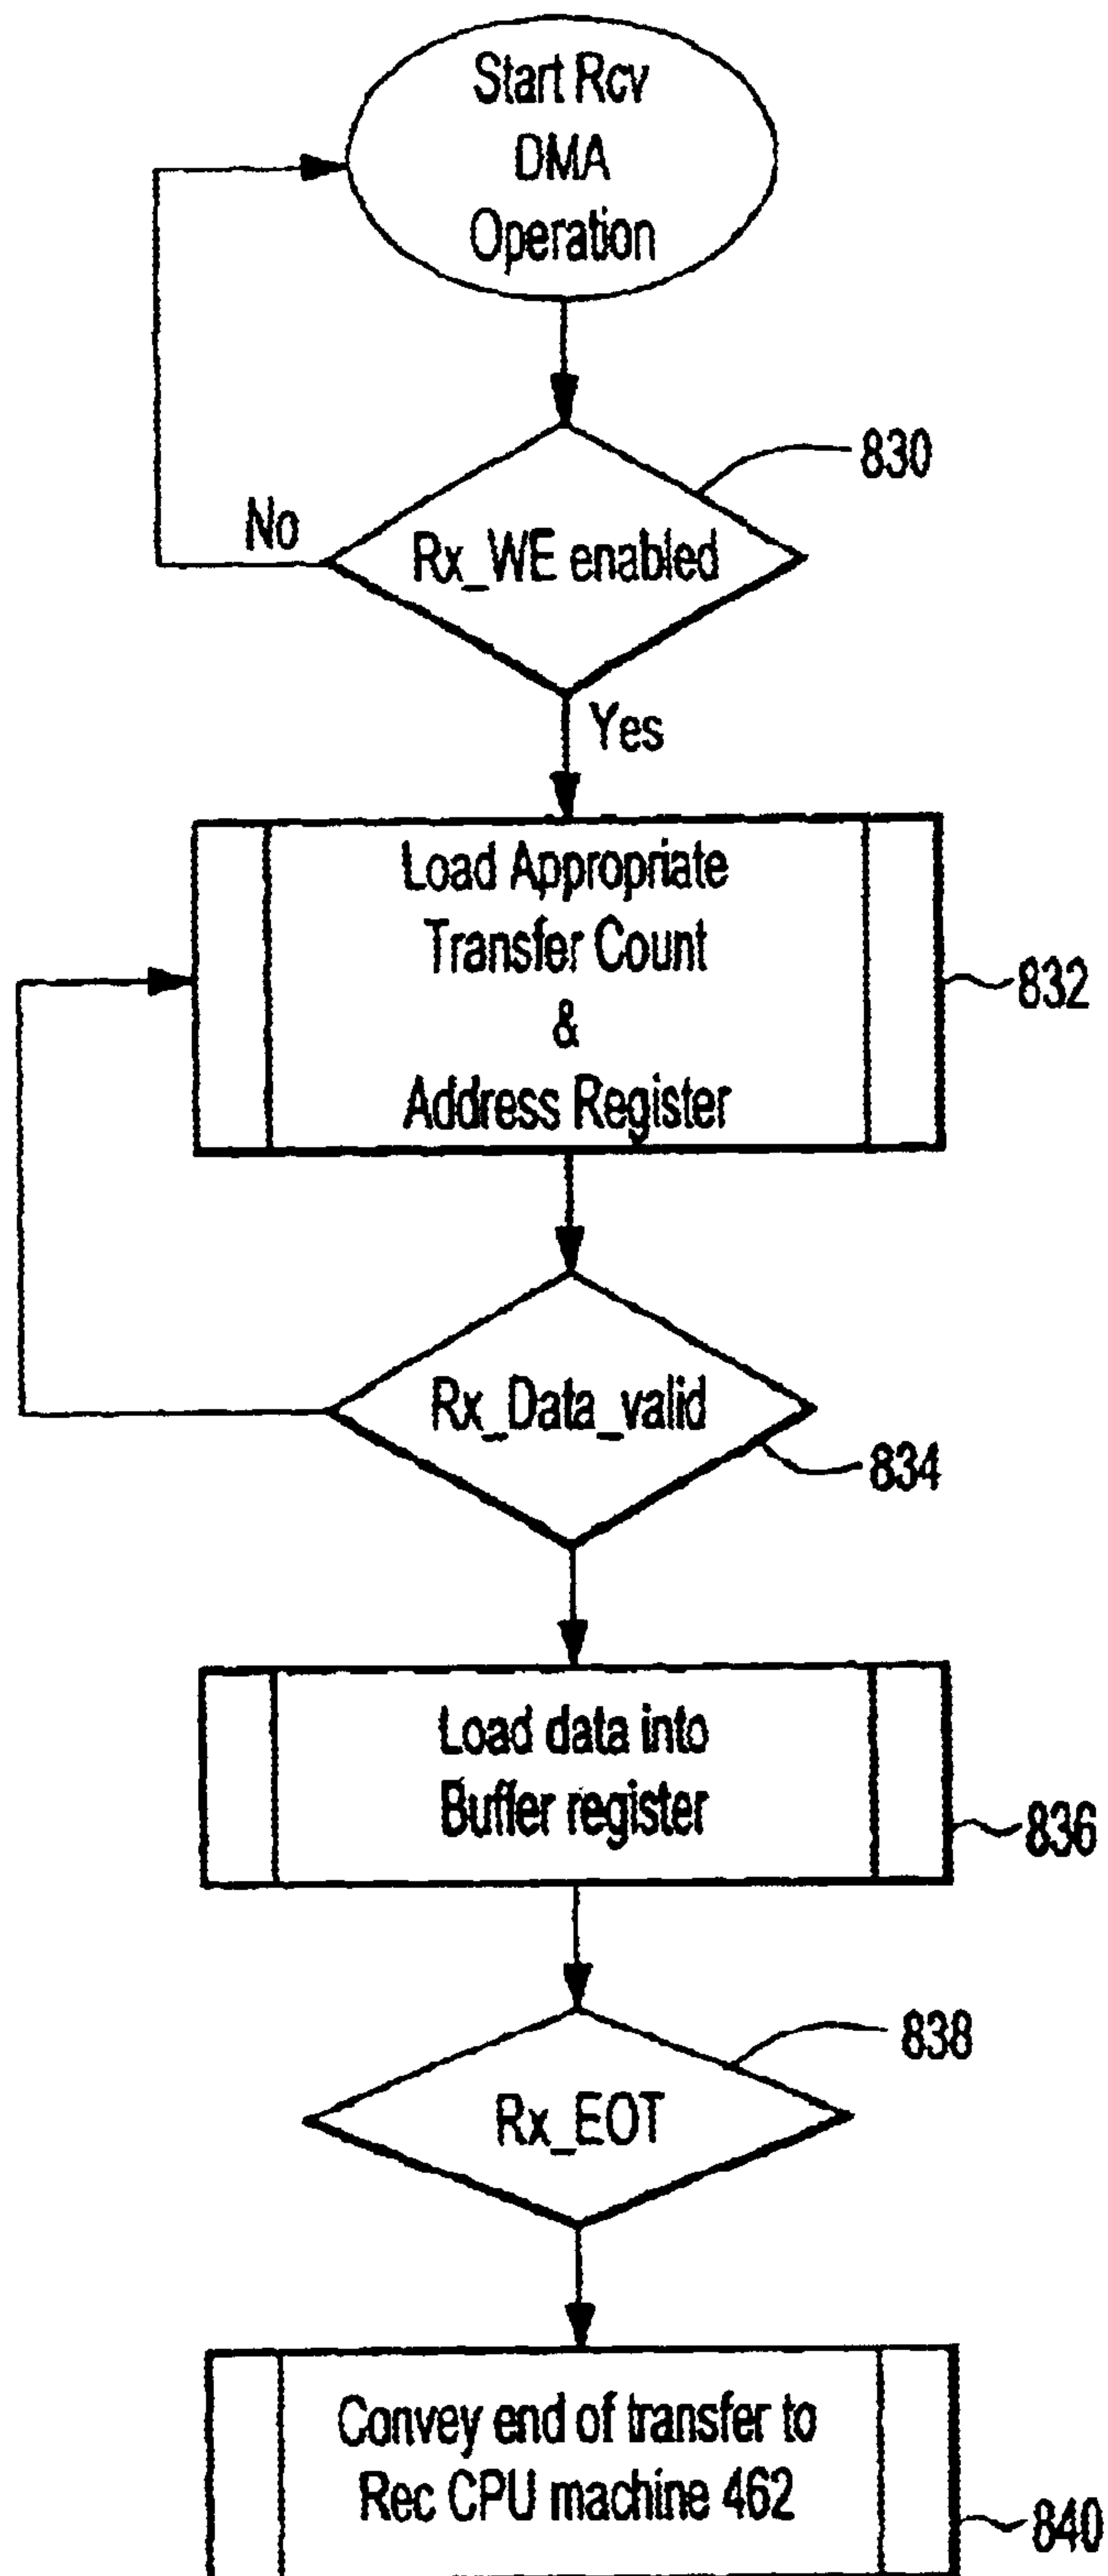 Start Rcv
DMA
Operation
830
No
Rx_WE enabled
Yes
Load Appropriate
Transfer Count
&
Address Register
832
Rx_Data_valid
834
Load data into
Buffer register
836
838
Rx_EOT
Convey end of transfer to
Rec CPU machine 462
840